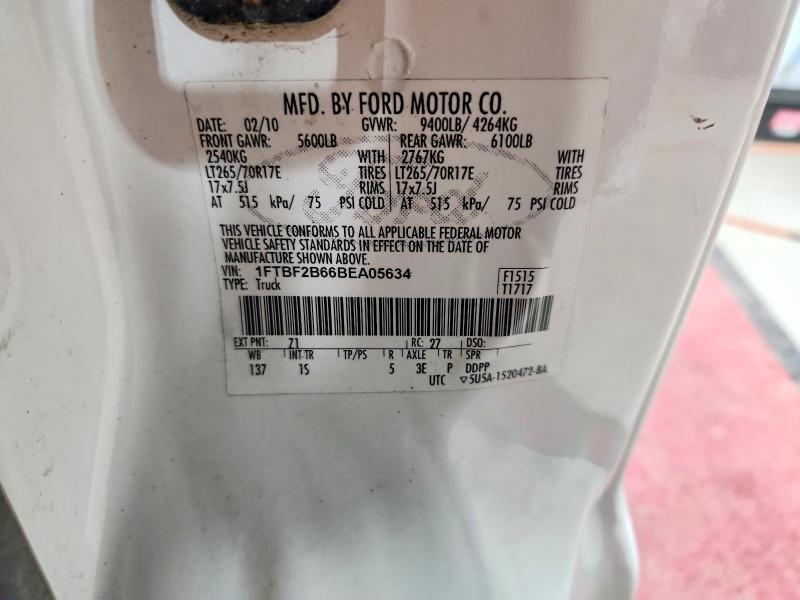 MFD. BY FORD MOTOR CO.
DATE: 02/10 GVWR: 9400LB/ 4264KG
FRONT GAWR: 5600LB REAR GAWR: 6100LB
2540KG WITH 2767KG WITH
LT265/70R17E TIRES LT265/70R17E TIRES
17x7.5J RIMS 17x7.5J RIMS
AT 515 kPa/ 75 PSI COLD AT 515 kPa/ 75 PSI COLD
THIS VEHICLE CONFORMS TO ALL APPLICABLE FEDERAL MOTOR
VEHICLE SAFETY STANDARDS IN EFFECT ON THE DATE OF
MANUFACTURE SHOWN ABOVE.
VIN: 1FTBF2B66BEA05634 F1515
TYPE: Truck T1717
EXT PNT: Z1 RC: 27 DSO:
WB INT TR TP/PS R AXLE TR SPR
137 1S 5 3E P DDPP
UTC ▽5U5A-1520472-BA